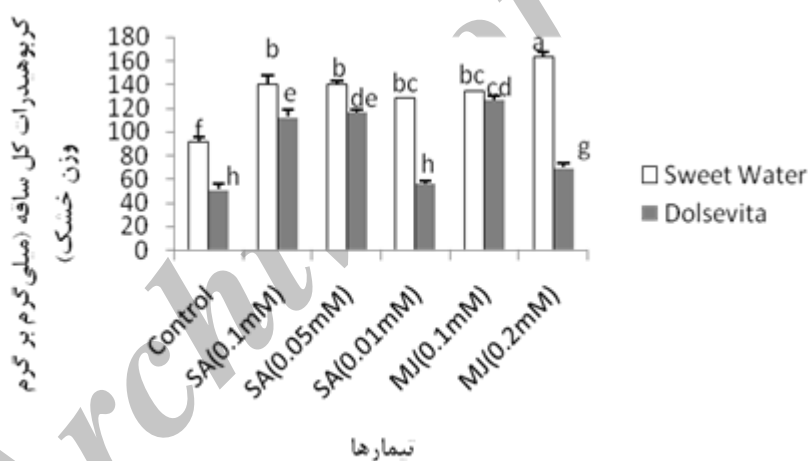 کربوهیدرات کل ساقه (میلی گرم بر گرم
وزن خشک)
180
160
140
120
100
80
60
40
20
0
f
h
b
e
b
de
bc
h
bc
cd
a
g
Sweet Water
Dolsevita
Control
SA(0.1mM)
SA(0.05mM)
SA(0.01mM)
MJ(0.1mM)
MJ(0.2mM)
تیمارها